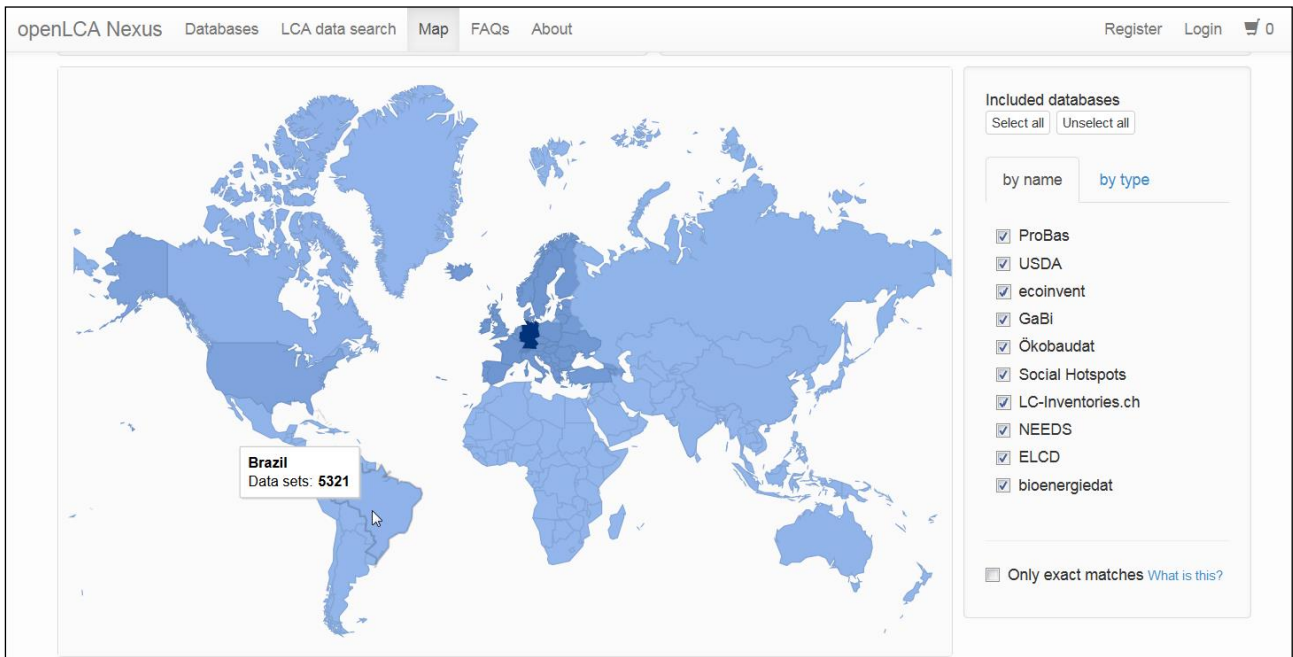 openLCA Nexus Databases LCA data search Map FAQs About Register Login 0
Included databases
Select all Unselect all
by name by type
ProBas
USDA
ecoinvent
GaBi
Ökobaudat
Social Hotspots
LC-Inventories.ch
NEEDS
ELCD
bioenergiedat
Only exact matches What is this?
Brazil
Data sets: 5321